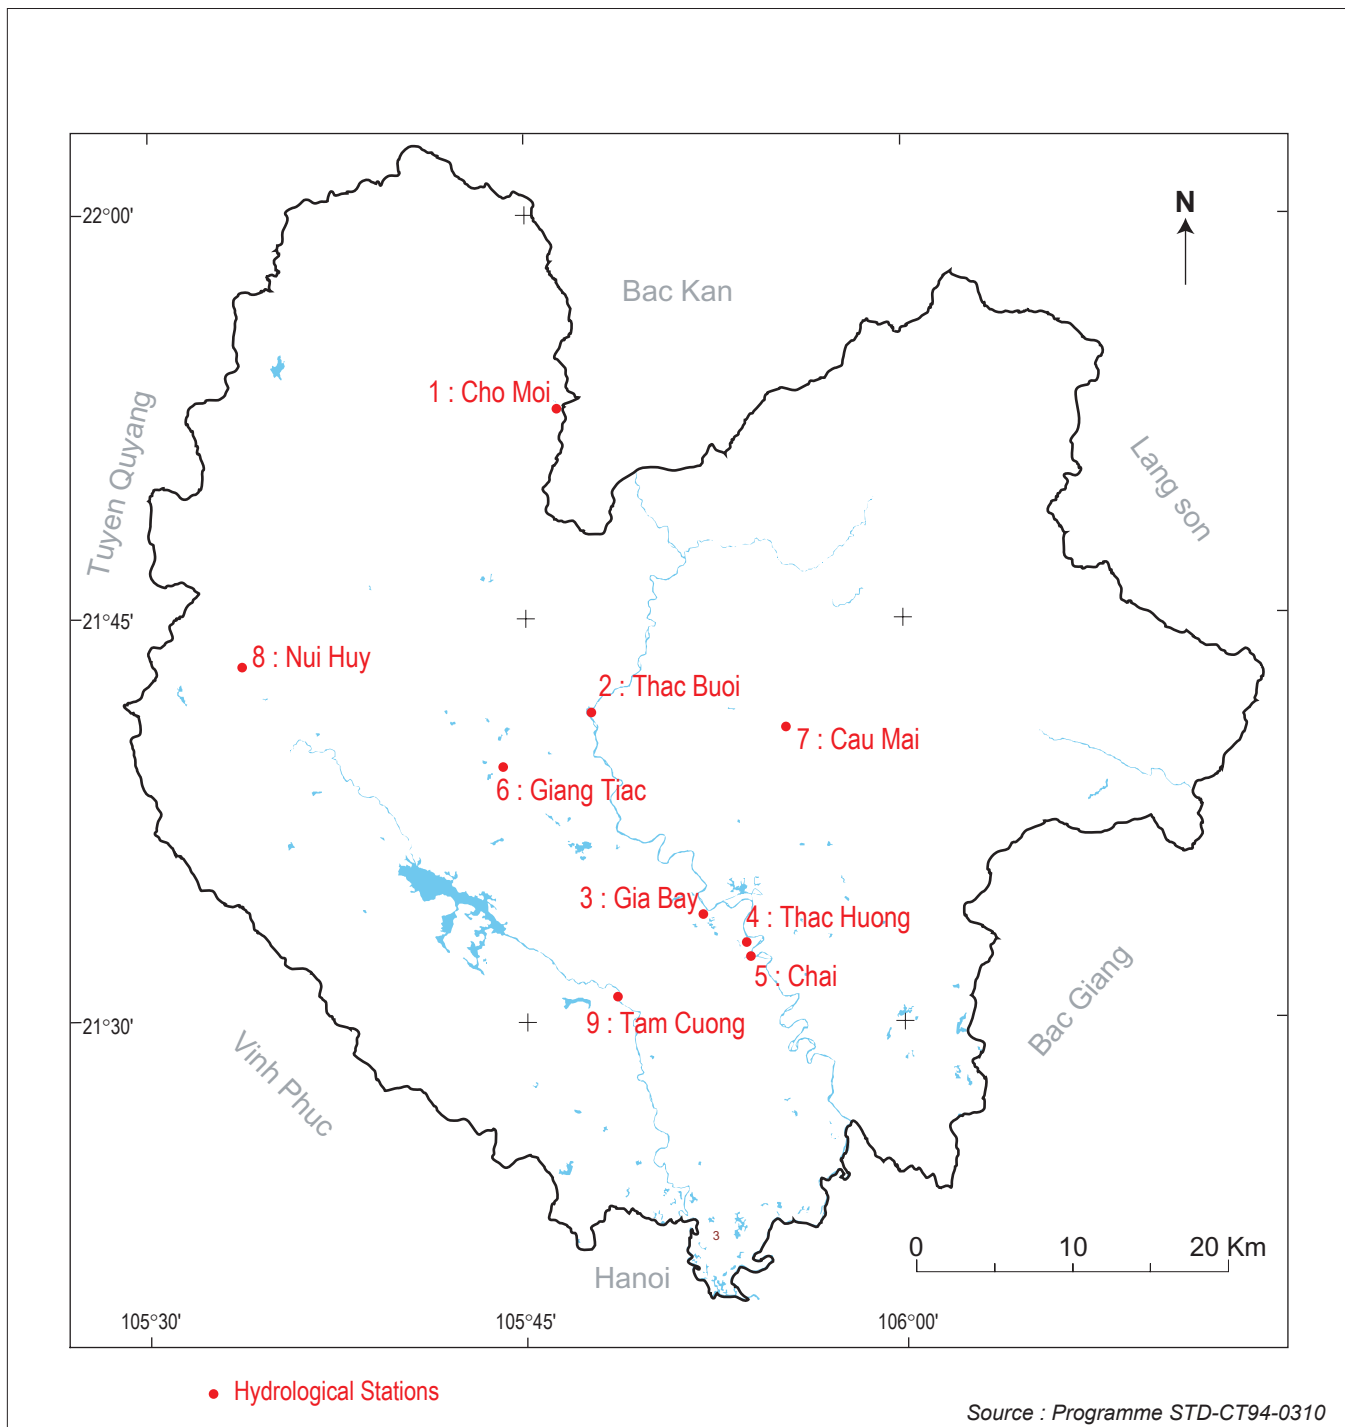 N
22°00'
Bac Kan
1 : Cho Moi
Tuyen Quyang
Lang son
21°45'
8 : Nui Huy
2 : Thac Buoi
7 : Cau Mai
6 : Giang Tiac
3 : Gia Bay
4 : Thac Huong
5 : Chai
Bac Giang
21°30'
9 : Tam Cuong
Vinh Phuc
3
0 10 20 Km
Hanoi
105°30' 105°45' 106°00'
Hydrological Stations
Source : Programme STD-CT94-0310